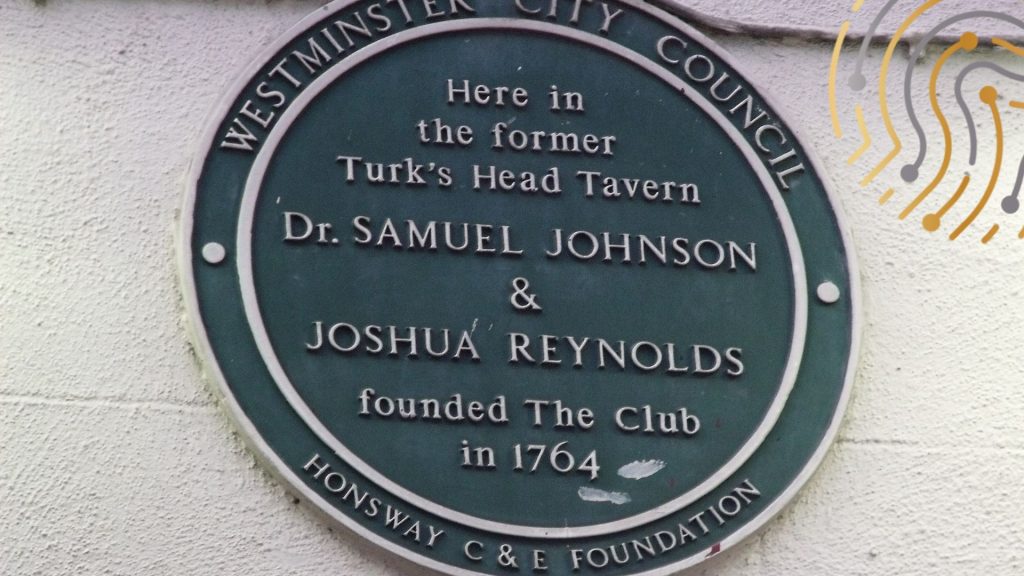 WESTMINSTER CITY COUNCIL
Here in
the former
Turk's Head Tavern
Dr. SAMUEL JOHNSON
&
JOSHUA REYNOLDS
founded The Club
in 1764
HONSWAY C & E FOUNDATION